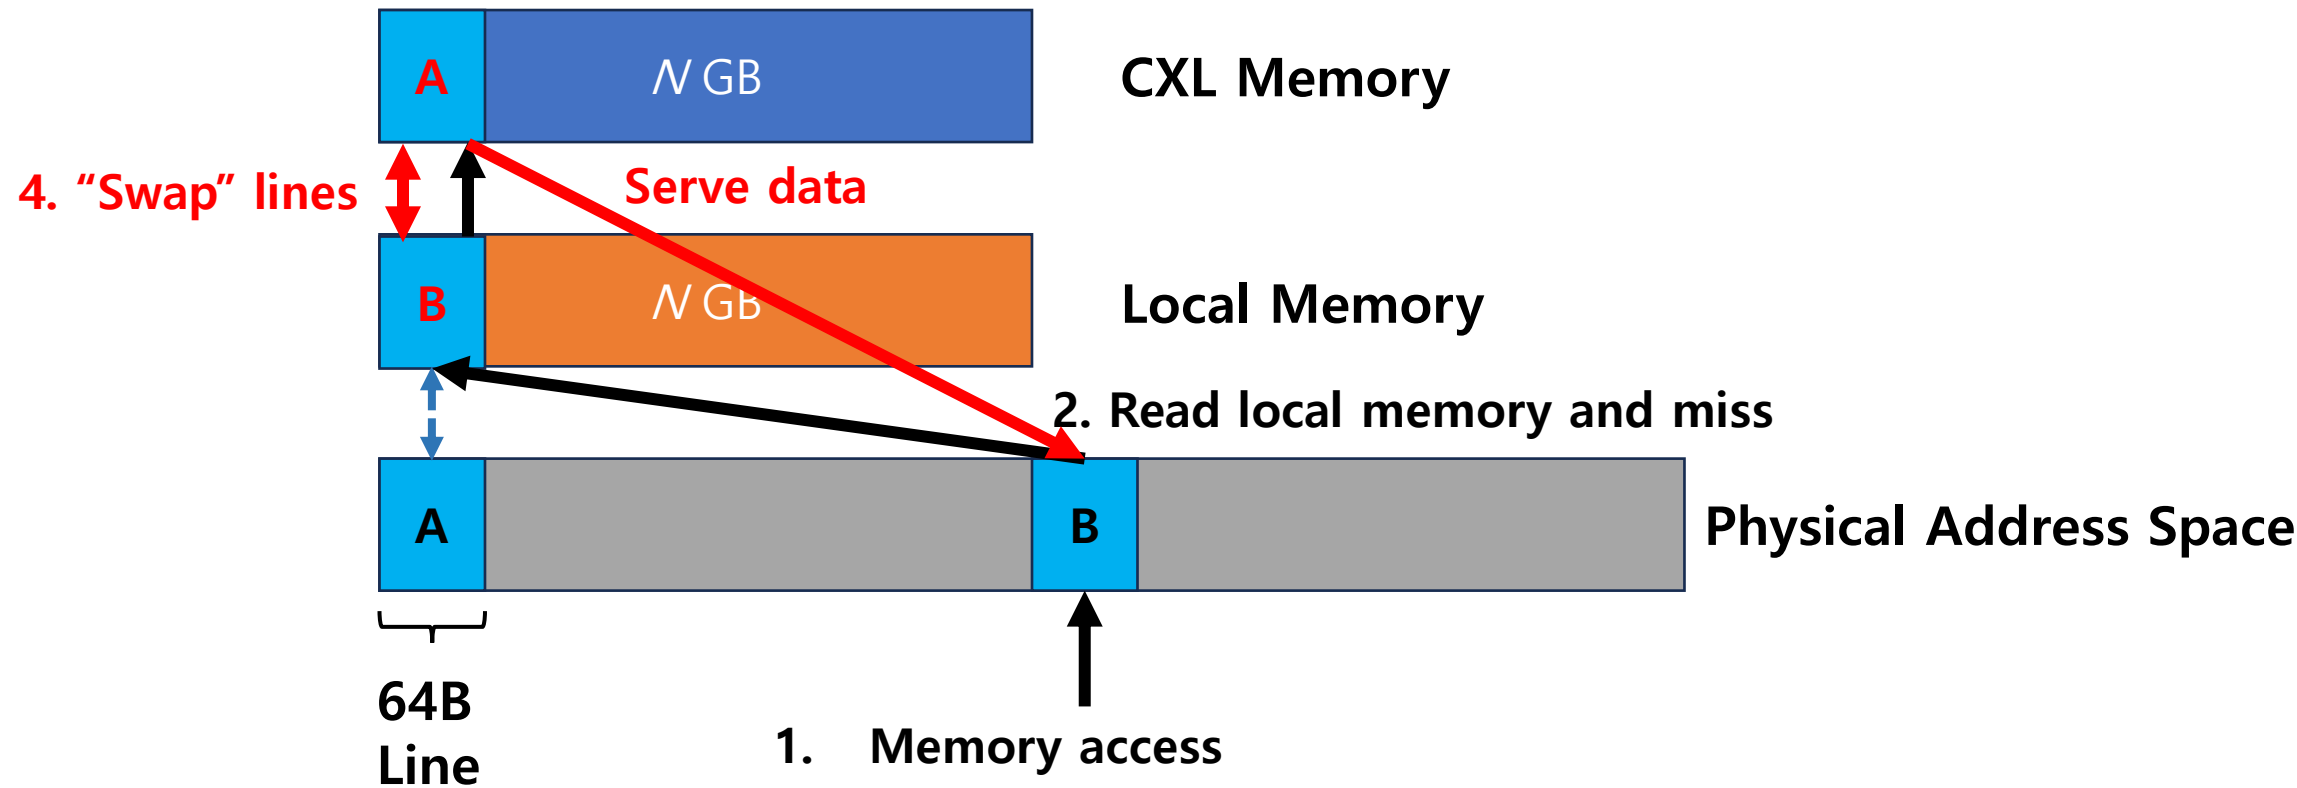 A
N GB
CXL Memory
4. “Swap” lines
Serve data
B
N GB
Local Memory
2. Read local memory and miss
A
B
Physical Address Space
64B
Line
1. Memory access